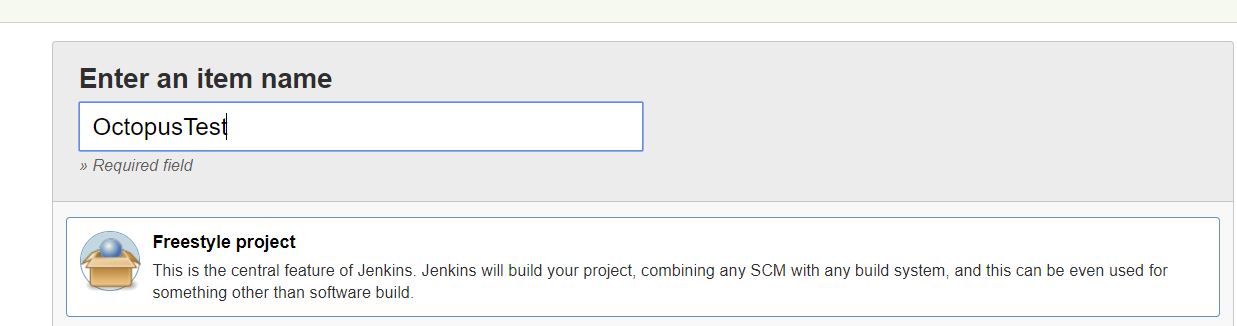 Enter an item name
OctopusTest
» Required field
Freestyle project
This is the central feature of Jenkins. Jenkins will build your project, combining any SCM with any build system, and this can be even used for
something other than software build.